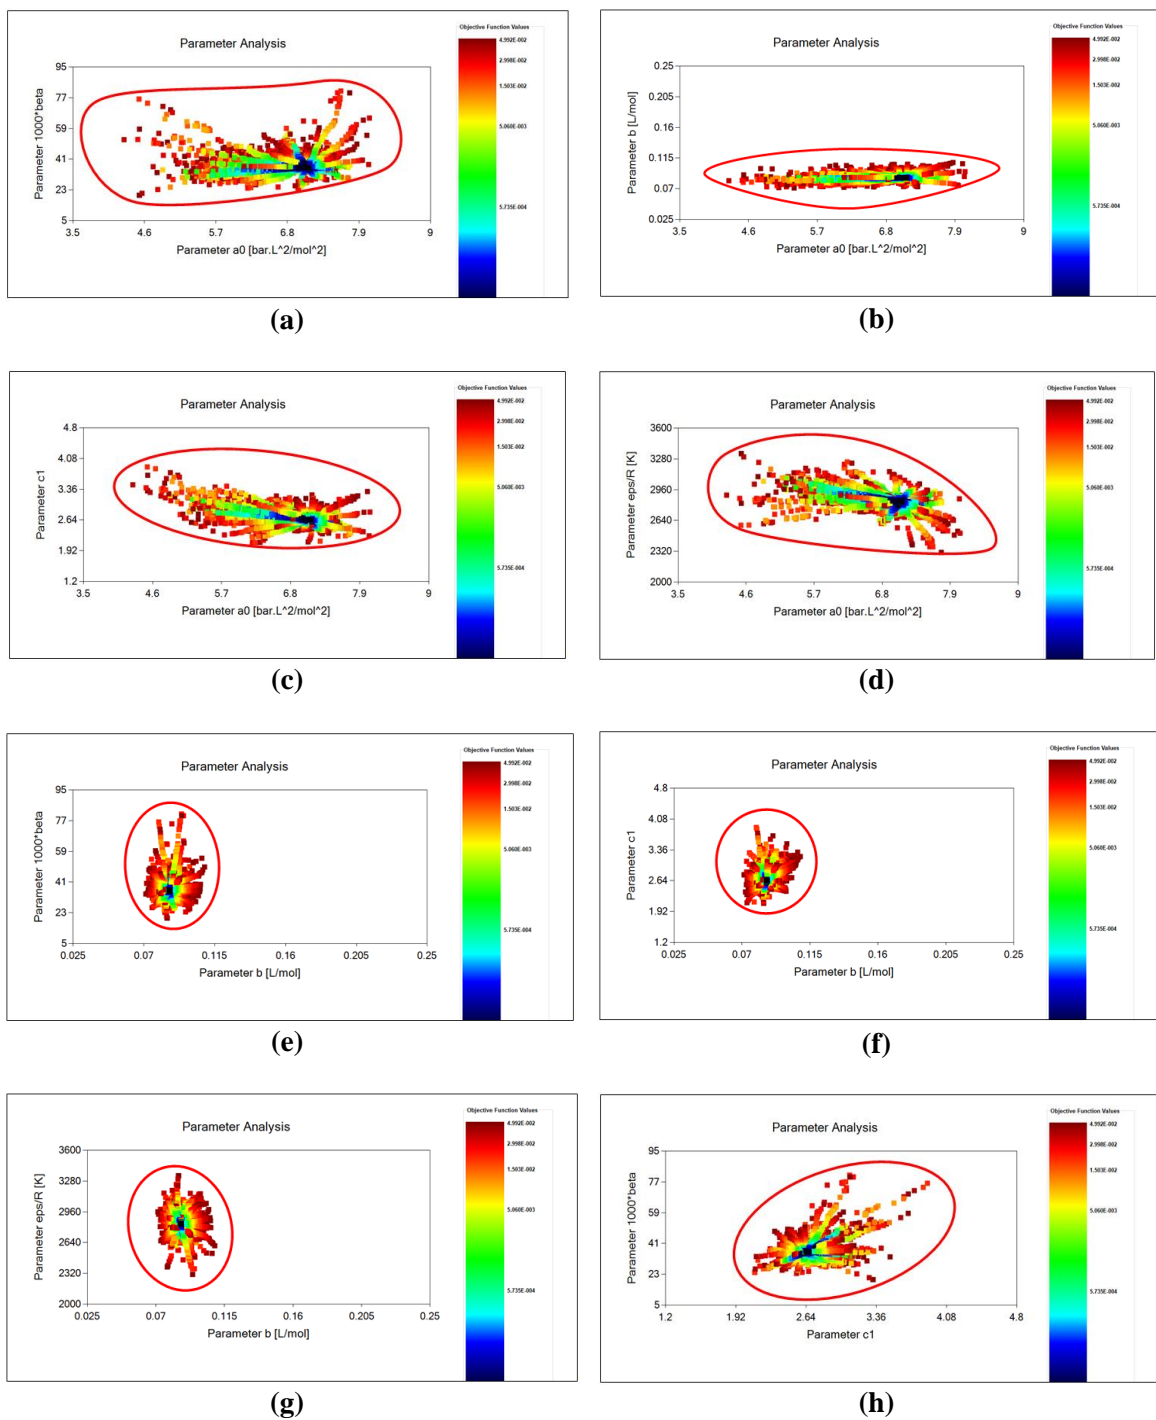 Objective Function Values
Parameter Analysis
4.992E-002
2.998E-002
1.503E-002
5.060E-003
5.735E-004
Parameter 1000*beta
95
77
59
41
23
5
3.5 4.6 5.7 6.8 7.9 9
Parameter a0 [bar.L^2/mol^2]
(a)
Objective Function Values
Parameter Analysis
4.992E-002
2.998E-002
1.503E-002
5.060E-003
5.735E-004
Parameter b [L/mol]
0.25
0.205
0.16
0.115
0.07
0.025
3.5 4.6 5.7 6.8 7.9 9
Parameter a0 [bar.L^2/mol^2]
(b)
Objective Function Values
Parameter Analysis
4.992E-002
2.998E-002
1.503E-002
5.060E-003
5.735E-004
Parameter c1
4.8
4.08
3.36
2.64
1.92
1.2
3.5 4.6 5.7 6.8 7.9 9
Parameter a0 [bar.L^2/mol^2]
(c)
Objective Function Values
Parameter Analysis
4.992E-002
2.998E-002
1.503E-002
5.060E-003
5.735E-004
Parameter eps/R [K]
3600
3280
2960
2640
2320
2000
3.5 4.6 5.7 6.8 7.9 9
Parameter a0 [bar.L^2/mol^2]
(d)
Objective Function Values
Parameter Analysis
4.992E-002
2.998E-002
1.503E-002
5.060E-003
5.735E-004
Parameter 1000*beta
95
77
59
41
23
5
0.025 0.07 0.115 0.16 0.205 0.25
Parameter b [L/mol]
(e)
Objective Function Values
Parameter Analysis
4.992E-002
2.998E-002
1.503E-002
5.060E-003
5.735E-004
Parameter c1
4.8
4.08
3.36
2.64
1.92
1.2
0.025 0.07 0.115 0.16 0.205 0.25
Parameter b [L/mol]
(f)
Objective Function Values
Parameter Analysis
4.992E-002
2.998E-002
1.503E-002
5.060E-003
5.735E-004
Parameter eps/R [K]
3600
3280
2960
2640
2320
2000
0.025 0.07 0.115 0.16 0.205 0.25
Parameter b [L/mol]
(g)
Objective Function Values
Parameter Analysis
4.992E-002
2.998E-002
1.503E-002
5.060E-003
5.735E-004
Parameter 1000*beta
95
77
59
41
23
5
1.2 1.92 2.64 3.36 4.08 4.8
Parameter c1
(h)